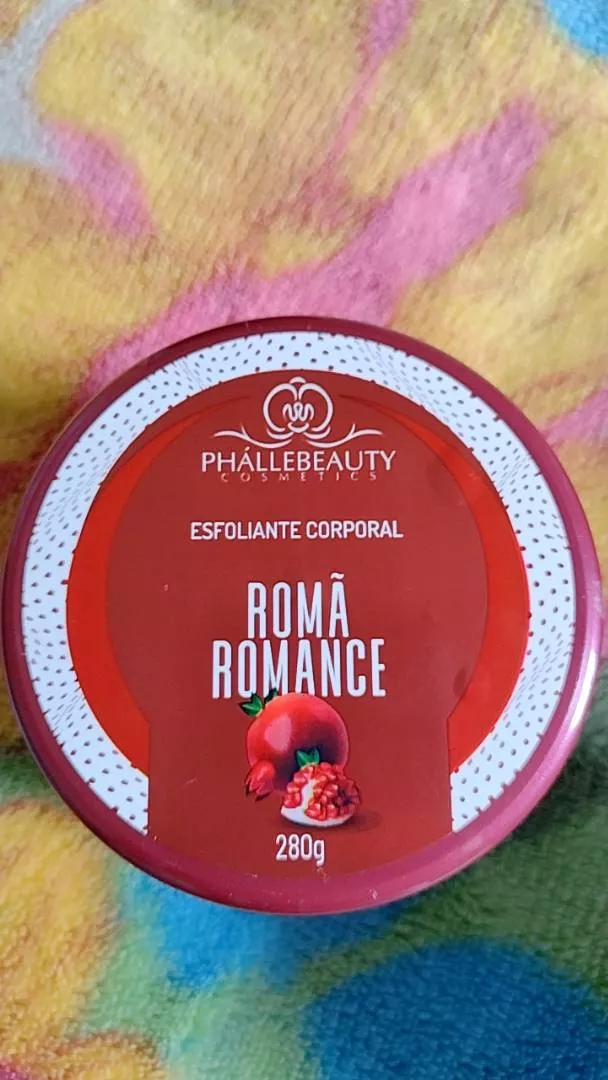 PHÁLLEBEAUTY
COSMETICS
ESFOLIANTE CORPORAL
ROMÃ
ROMANCE
280g